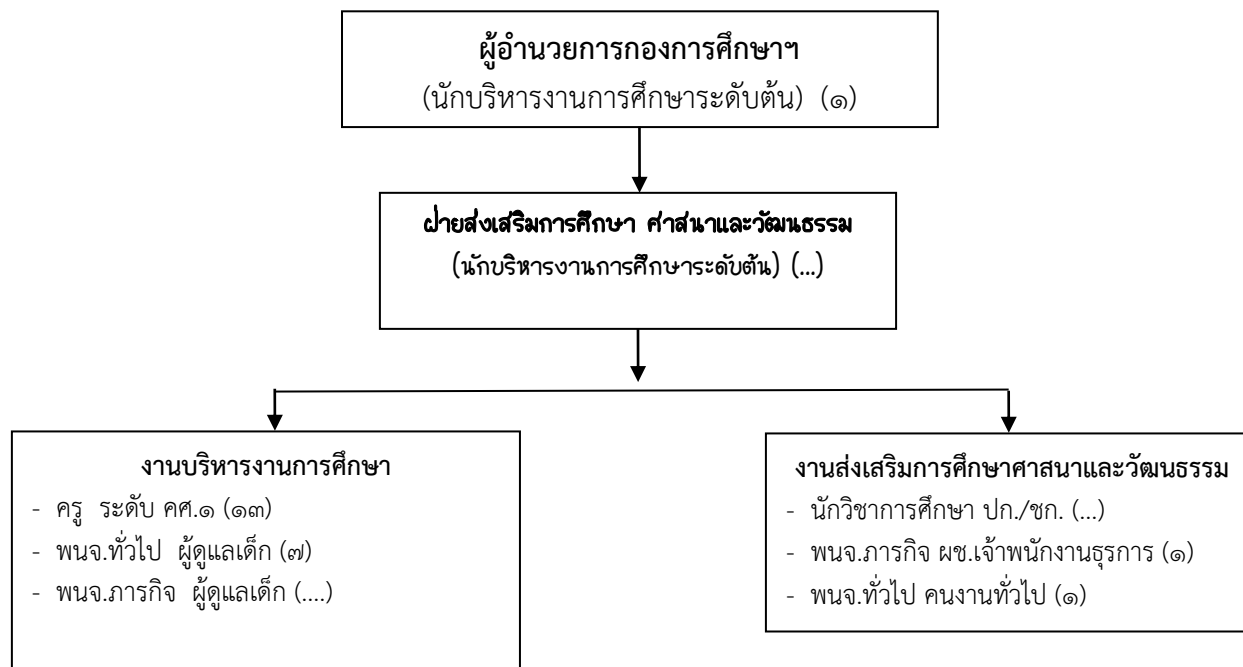 ผู้อำนวยการกองการศึกษาฯ
(นักบริหารงานการศึกษาระดับต้น) (๑)
ฝ่ายส่งเสริมการศึกษา ศาสนาและวัฒนธรรม
(นักบริหารงานการศึกษาระดับต้น) (...)
งานบริหารงานการศึกษา
- ครู ระดับ คศ.๑ (๑๓)
- พนจ.ทั่วไป ผู้ดูแลเด็ก (๗)
- พนจ.ภารกิจ ผู้ดูแลเด็ก (....)
งานส่งเสริมการศึกษาศาสนาและวัฒนธรรม
- นักวิชาการศึกษา ปก./ชก. (...)
- พนจ.ภารกิจ ผช.เจ้าพนักงานธุรการ (๑)
- พนจ.ทั่วไป คนงานทั่วไป (๑)